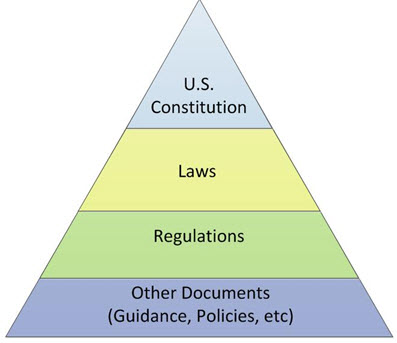 U.S.
Constitution
Laws
Regulations
Other Documents
(Guidance, Policies, etc)